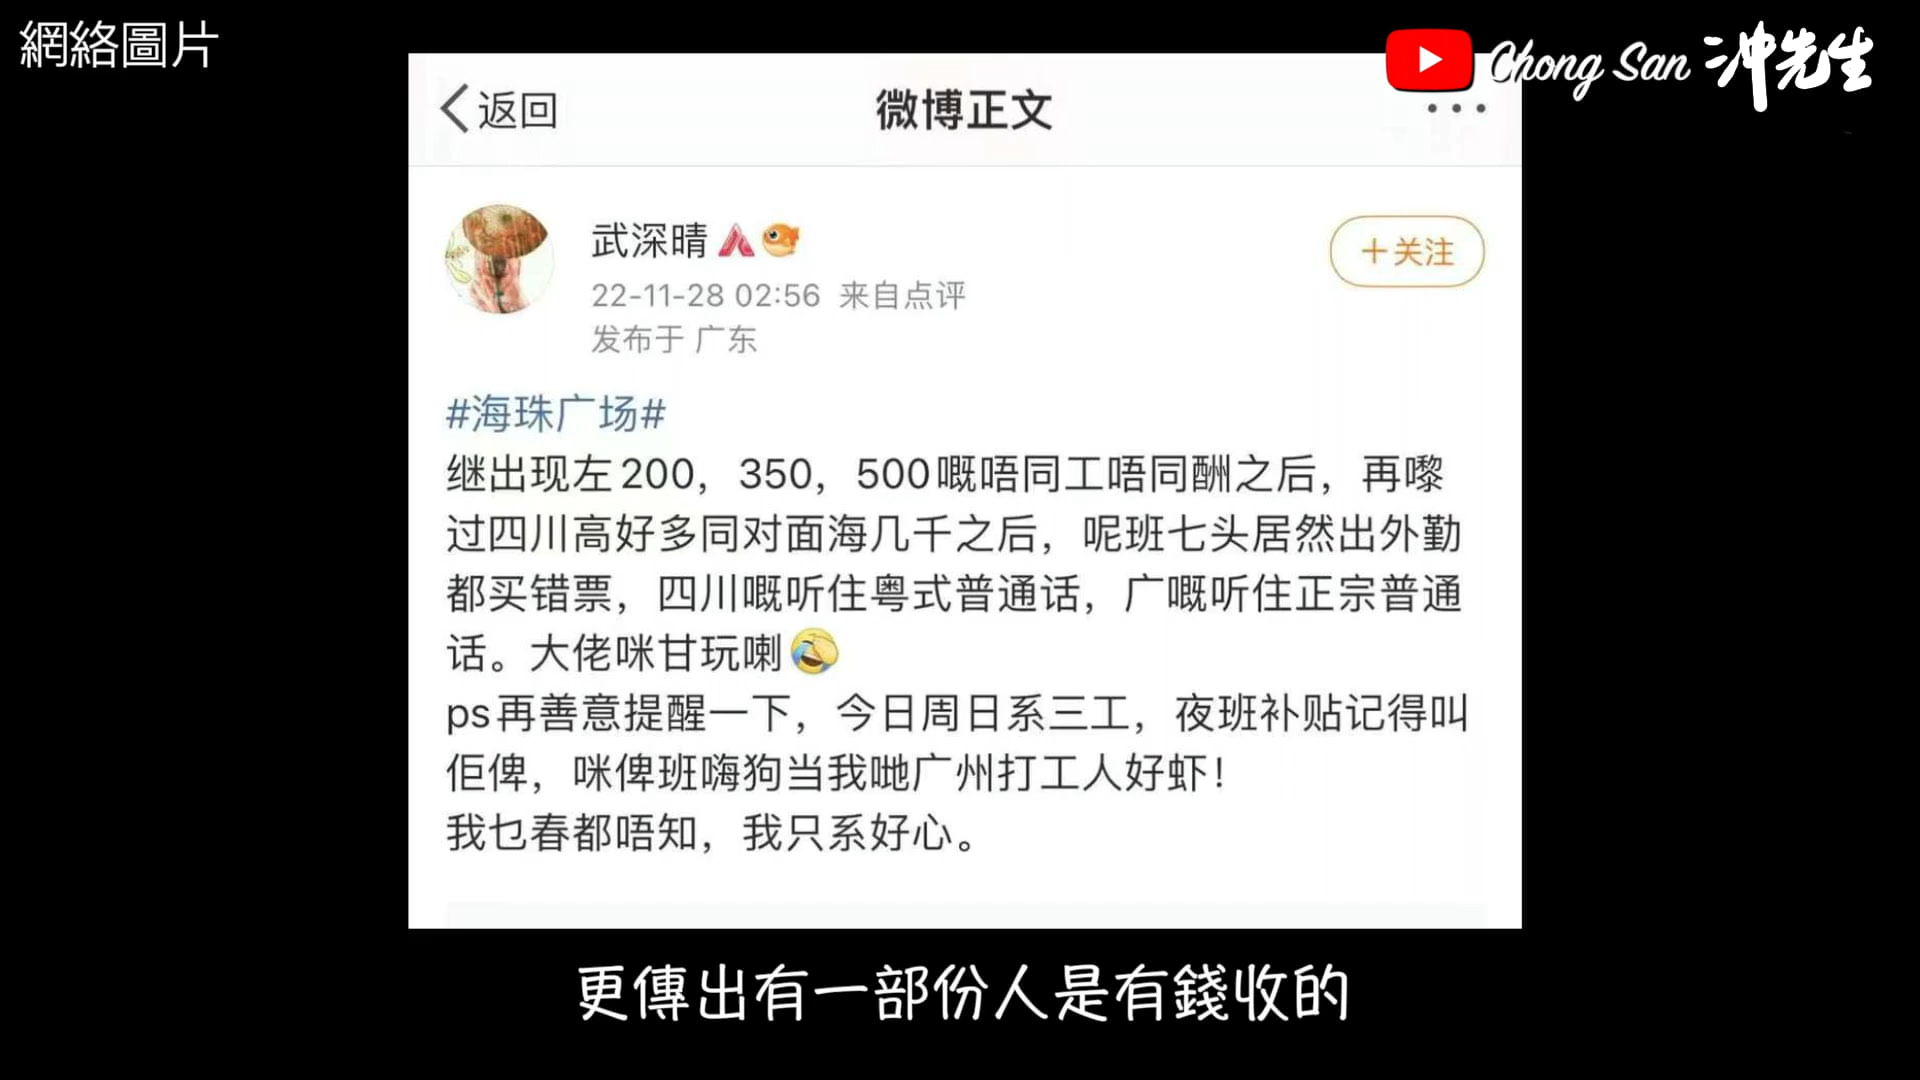 網絡圖片
Chong San 沖先生
返回
微博正文
武深晴
+关注
22-11-28 02:56 来自点评
发布于 广东
#海珠广场#
继出现左200，350，500嘅唔同工唔同酬之后，再嚟
过四川高好多同对面海几千之后，呢班七头居然出外勤
都买错票，四川嘅听住粤式普通话，广嘅听住正宗普通
话。大佬咪甘玩喇
ps再善意提醒一下，今日周日系三工，夜班补贴记得叫
佢俾，咪俾班嗨狗当我哋广州打工人好虾！
我乜春都唔知，我只系好心。
更傳出有一部份人是有錢收的